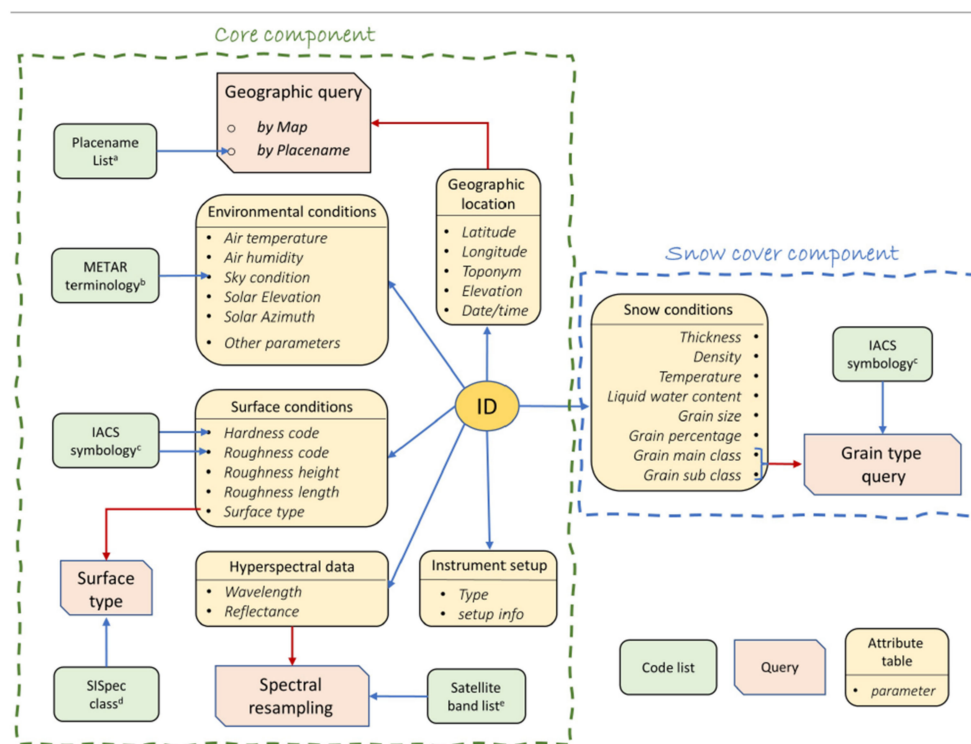 Core component
Geographic query
○ by Map
○ by Placename
Placename
Listᵃ
Geographic
location
• Latitude
• Longitude
• Toponym
• Elevation
• Date/time
Environmental conditions
• Air temperature
• Air humidity
• Sky condition
• Solar Elevation
• Solar Azimuth
• Other parameters
METAR
terminologyᵇ
Snow cover component
Snow conditions
Thickness •
Density •
Temperature •
Liquid water content •
Grain size •
Grain percentage •
Grain main class •
Grain sub class •
IACS
symbologyᶜ
Grain type
query
ID
Surface conditions
• Hardness code
• Roughness code
• Roughness height
• Roughness length
• Surface type
IACS
symbologyᶜ
Surface
type
Hyperspectral data
• Wavelength
• Reflectance
Instrument setup
• Type
• setup info
SISpec
classᵈ
Spectral
resampling
Satellite
band listᵉ
Code list
Query
Attribute
table
• parameter